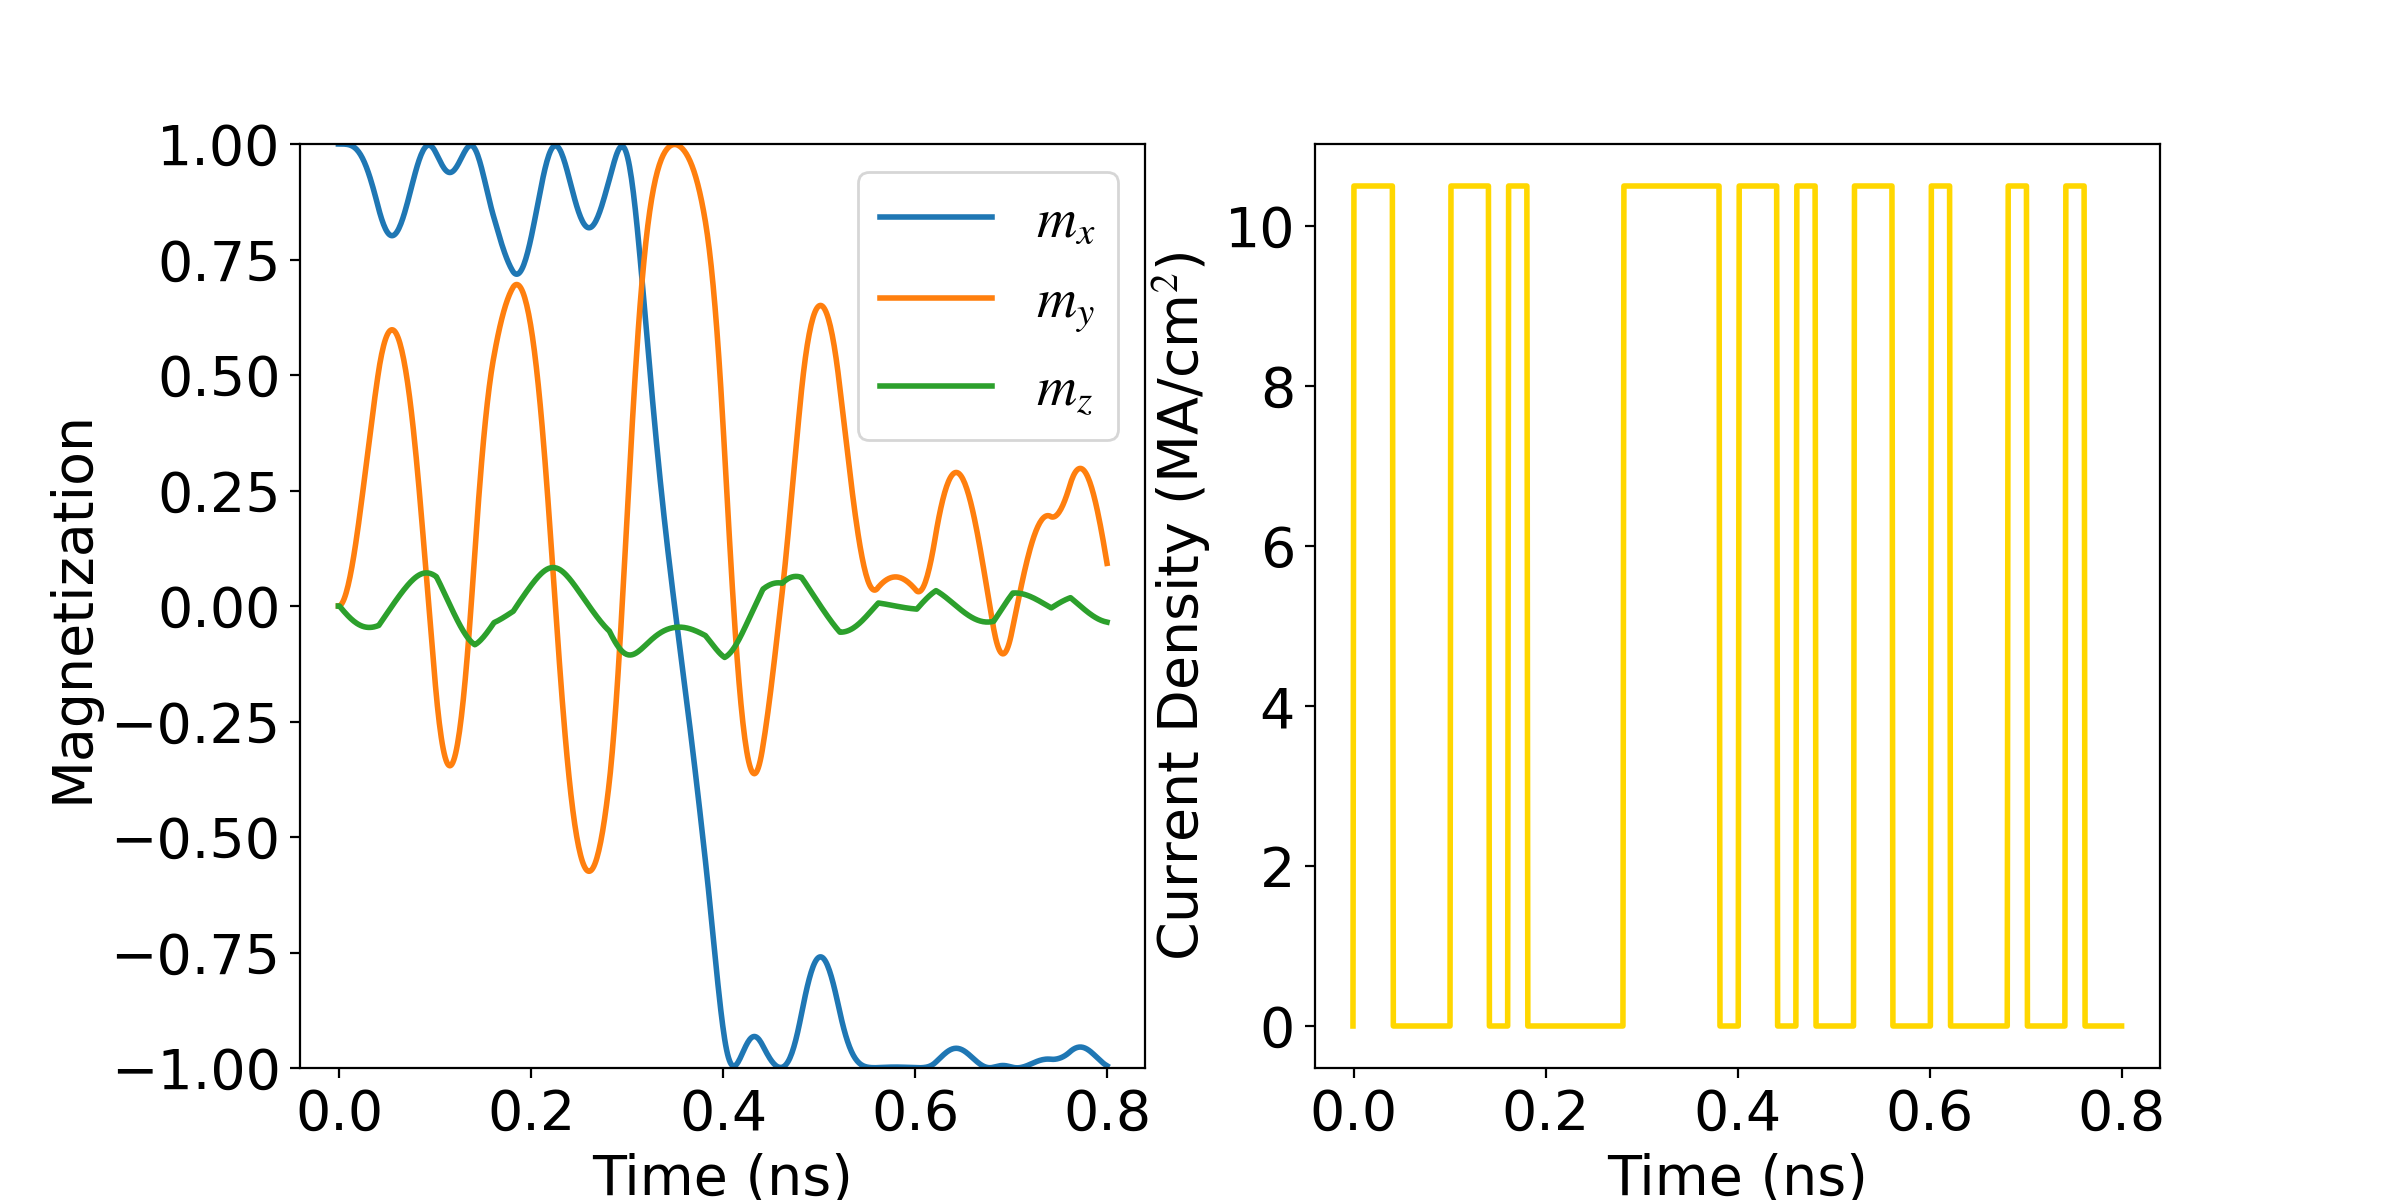 Magnetization
1.00
0.75
0.50
0.25
0.00
−0.25
−0.50
−0.75
−1.00
0.0 0.2 0.4 0.6 0.8
Time (ns)
m_x
m_y
m_z
Current Density (MA/cm²)
10
8
6
4
2
0
0.0 0.2 0.4 0.6 0.8
Time (ns)